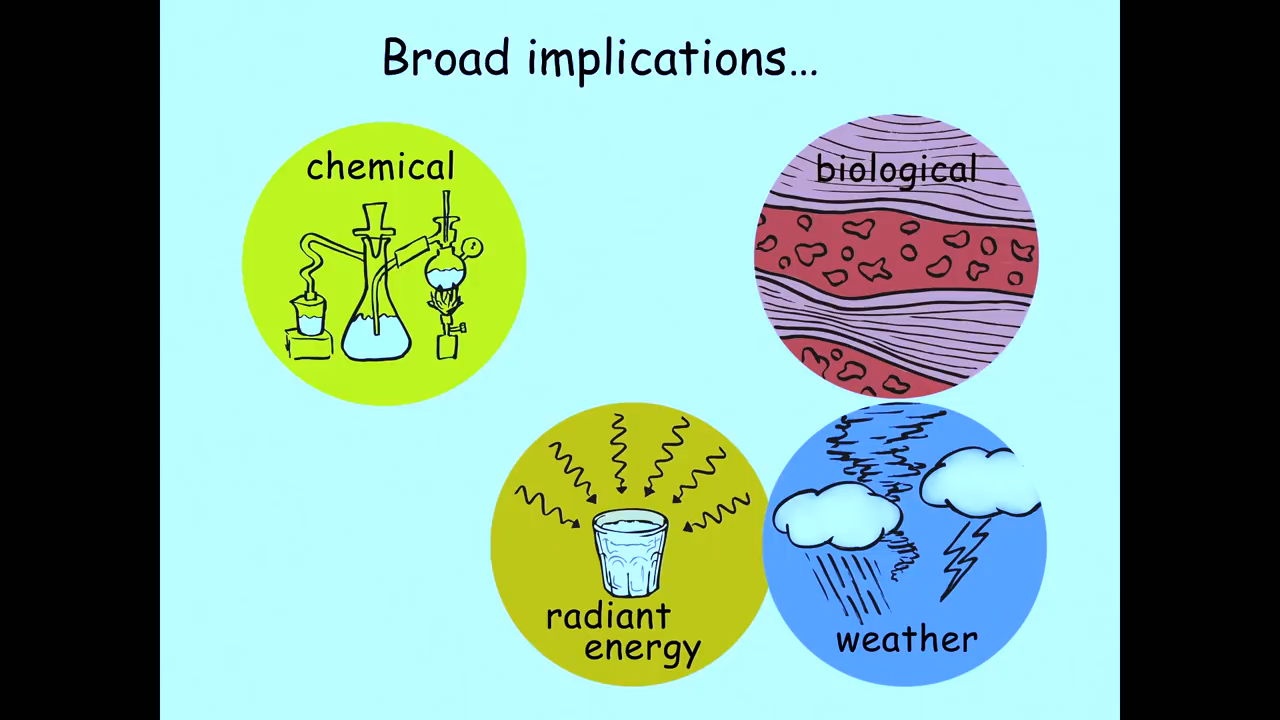 Broad implications...
chemical
biological
radiant
energy
weather